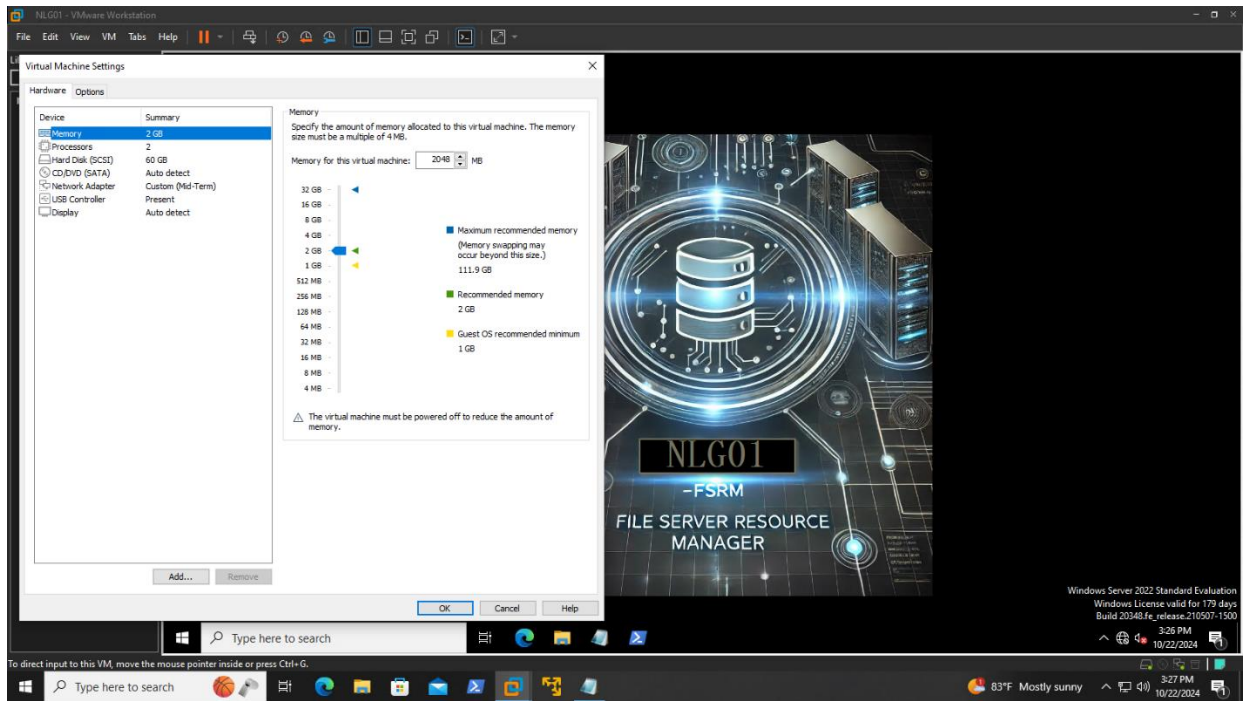 NLG01 - VMware Workstation
File Edit View VM Tabs Help
Virtual Machine Settings
Hardware Options
Device Summary
Memory 2 GB
Processors 2
Hard Disk (SCSI) 60 GB
CD/DVD (SATA) Auto detect
Network Adapter Custom (Mid-Term)
USB Controller Present
Display Auto detect
Add... Remove
Memory
Specify the amount of memory allocated to this virtual machine. The memory
size must be a multiple of 4 MB.
Memory for this virtual machine: 2048 MB
32 GB
16 GB
8 GB
4 GB
2 GB
1 GB
512 MB
256 MB
128 MB
64 MB
32 MB
16 MB
8 MB
4 MB
Maximum recommended memory
(Memory swapping may
occur beyond this size.)
111.9 GB
Recommended memory
2 GB
Guest OS recommended minimum
1 GB
The virtual machine must be powered off to reduce the amount of
memory.
OK Cancel Help
NLG01
-FSRM
FILE SERVER RESOURCE
MANAGER
Windows Server 2022 Standard Evaluation
Windows License valid for 179 days
Build 20348.fe_release.210507-1500
Type here to search
3:26 PM
10/22/2024
To direct input to this VM, move the mouse pointer inside or press Ctrl+G.
Type here to search
83°F Mostly sunny
3:27 PM
10/22/2024